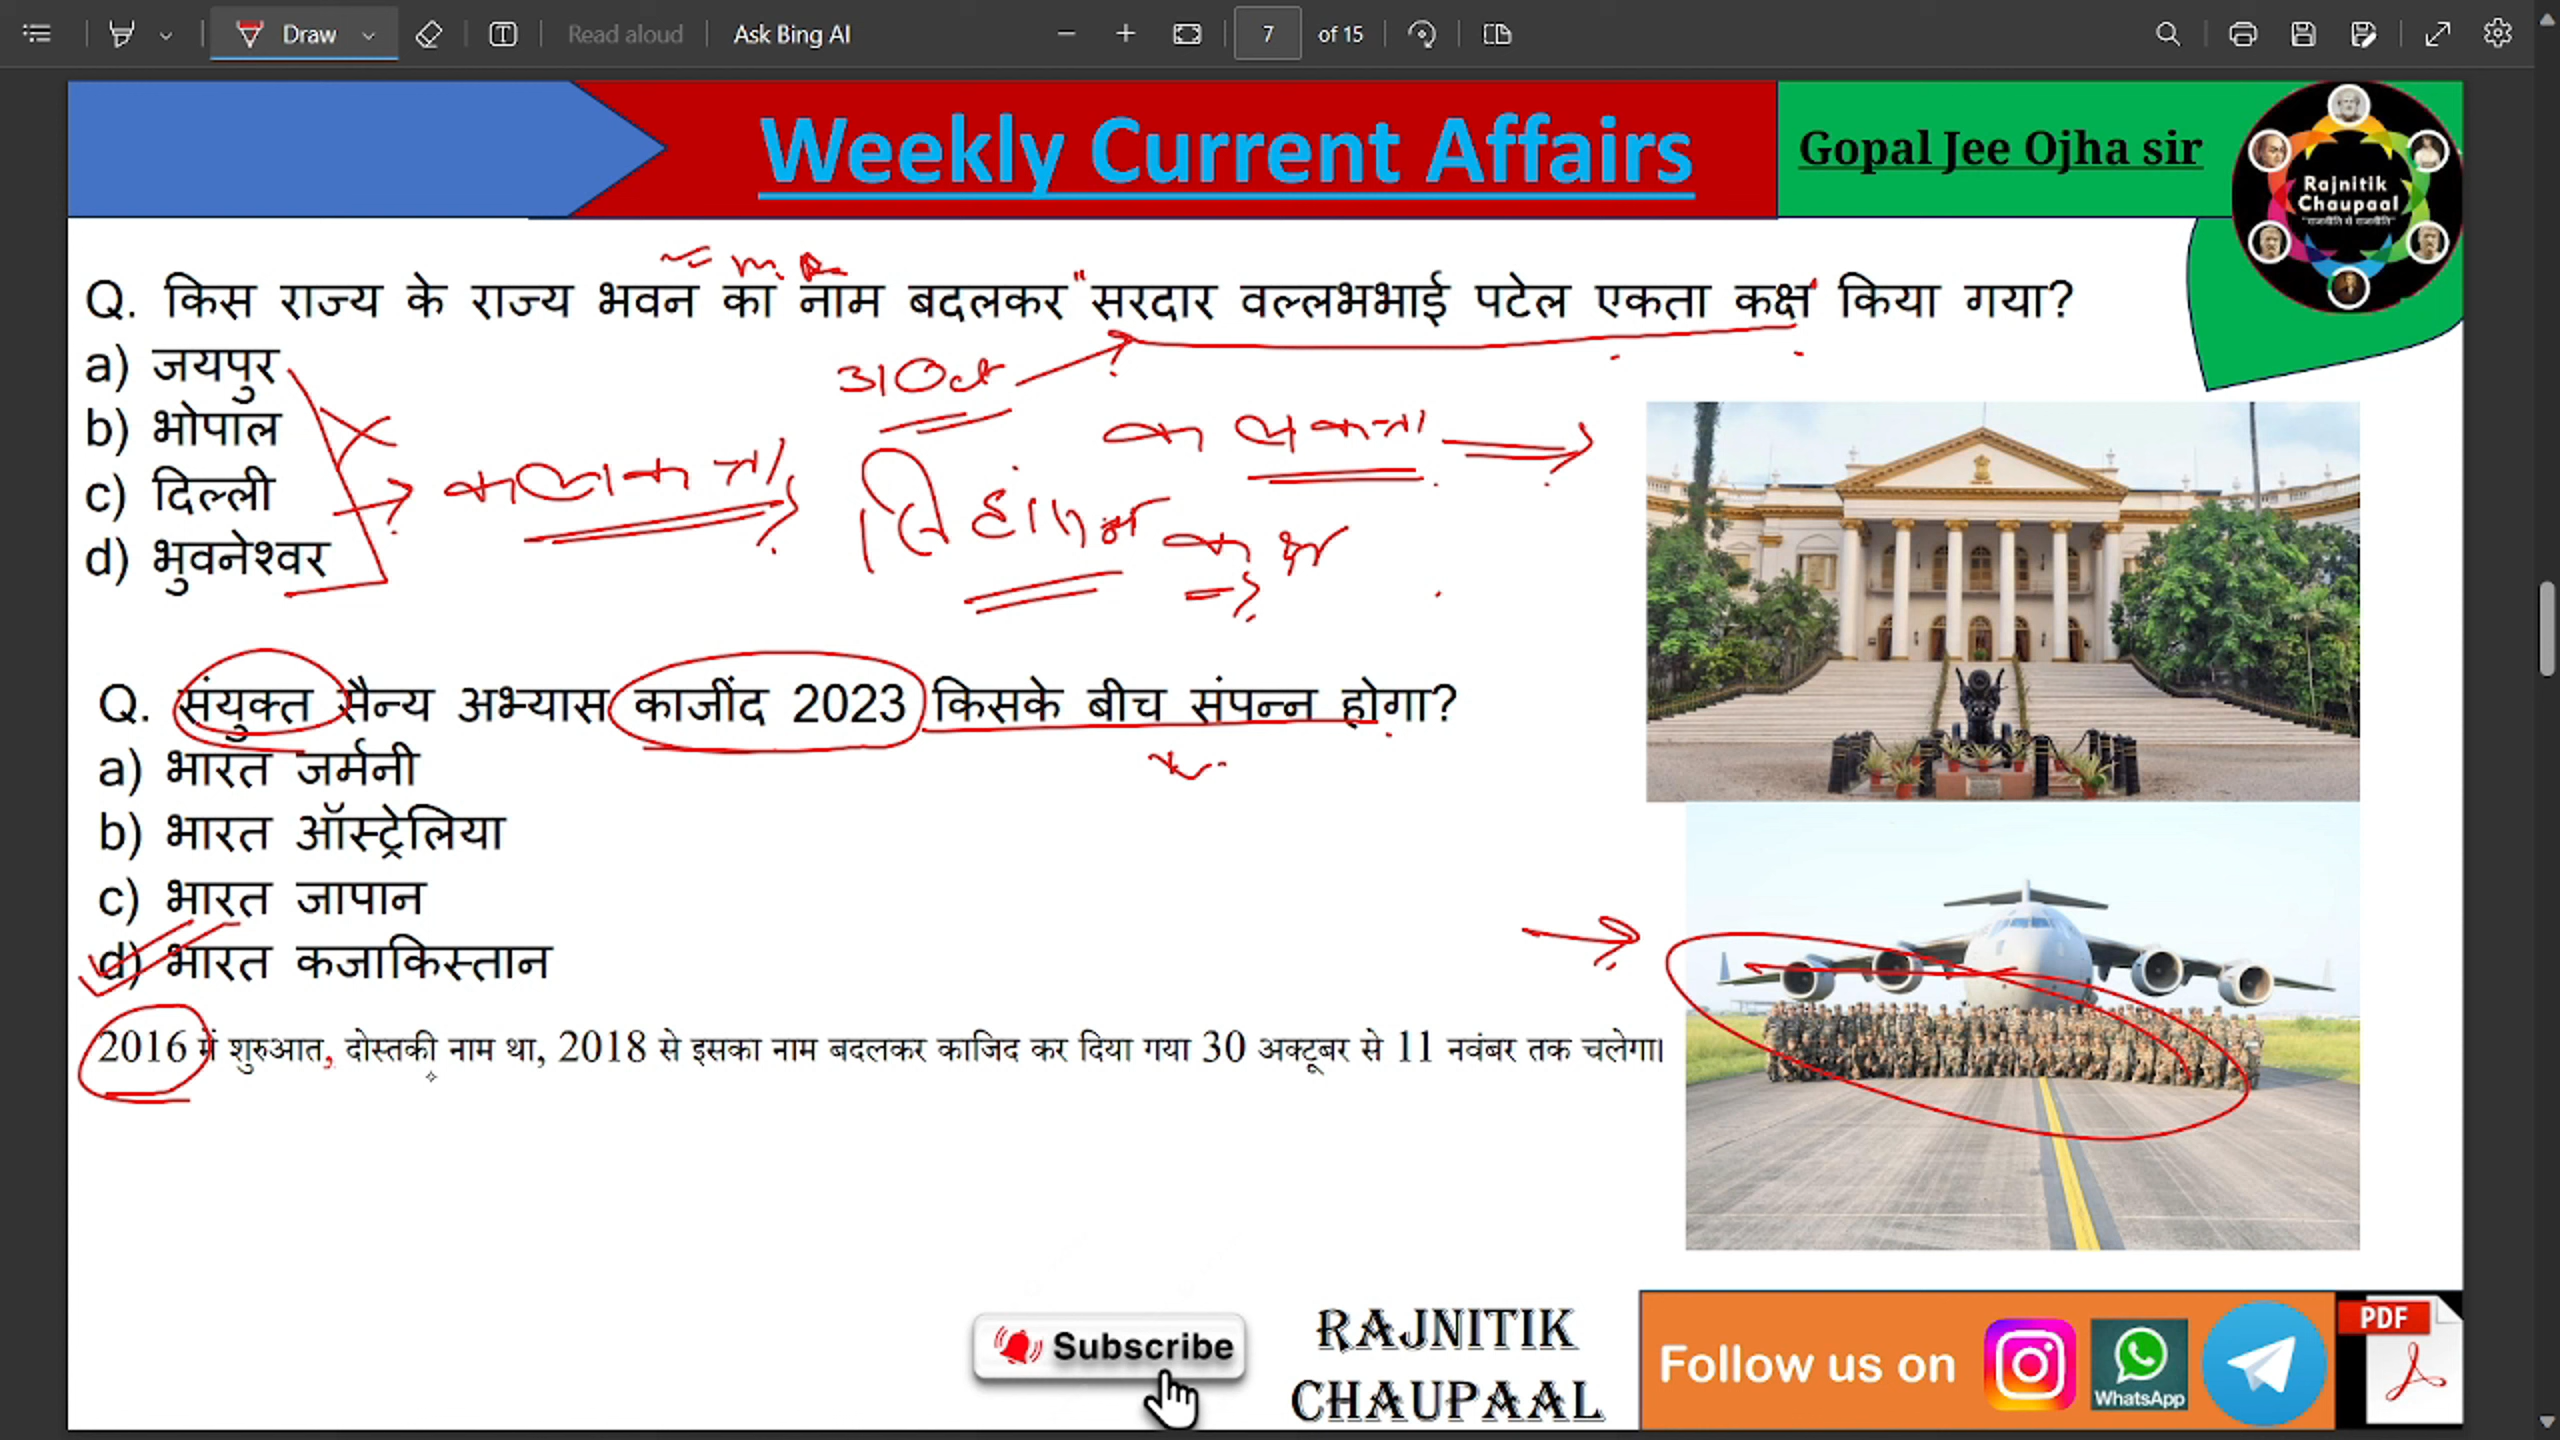 Draw
Read aloud
Ask Bing AI
7
of 15
Weekly Current Affairs
Gopal Jee Ojha sir
Rajnitik
Chaupaal
Q. किस राज्य के राज्य भवन का नाम बदलकर "सरदार वल्लभभाई पटेल एकता कक्ष" किया गया?
31 Oct
a) जयपुर
b) भोपाल
c) दिल्ली
d) भुवनेश्वर
Q. संयुक्त सैन्य अभ्यास काजींद 2023 किसके बीच संपन्न होगा?
a) भारत जर्मनी
b) भारत ऑस्ट्रेलिया
c) भारत जापान
d) भारत कजाकिस्तान
2016 में शुरुआत, दोस्तकी नाम था, 2018 से इसका नाम बदलकर काजिद कर दिया गया 30 अक्टूबर से 11 नवंबर तक चलेगा।
Subscribe
RAJNITIK
CHAUPAAL
Follow us on
WhatsApp
PDF